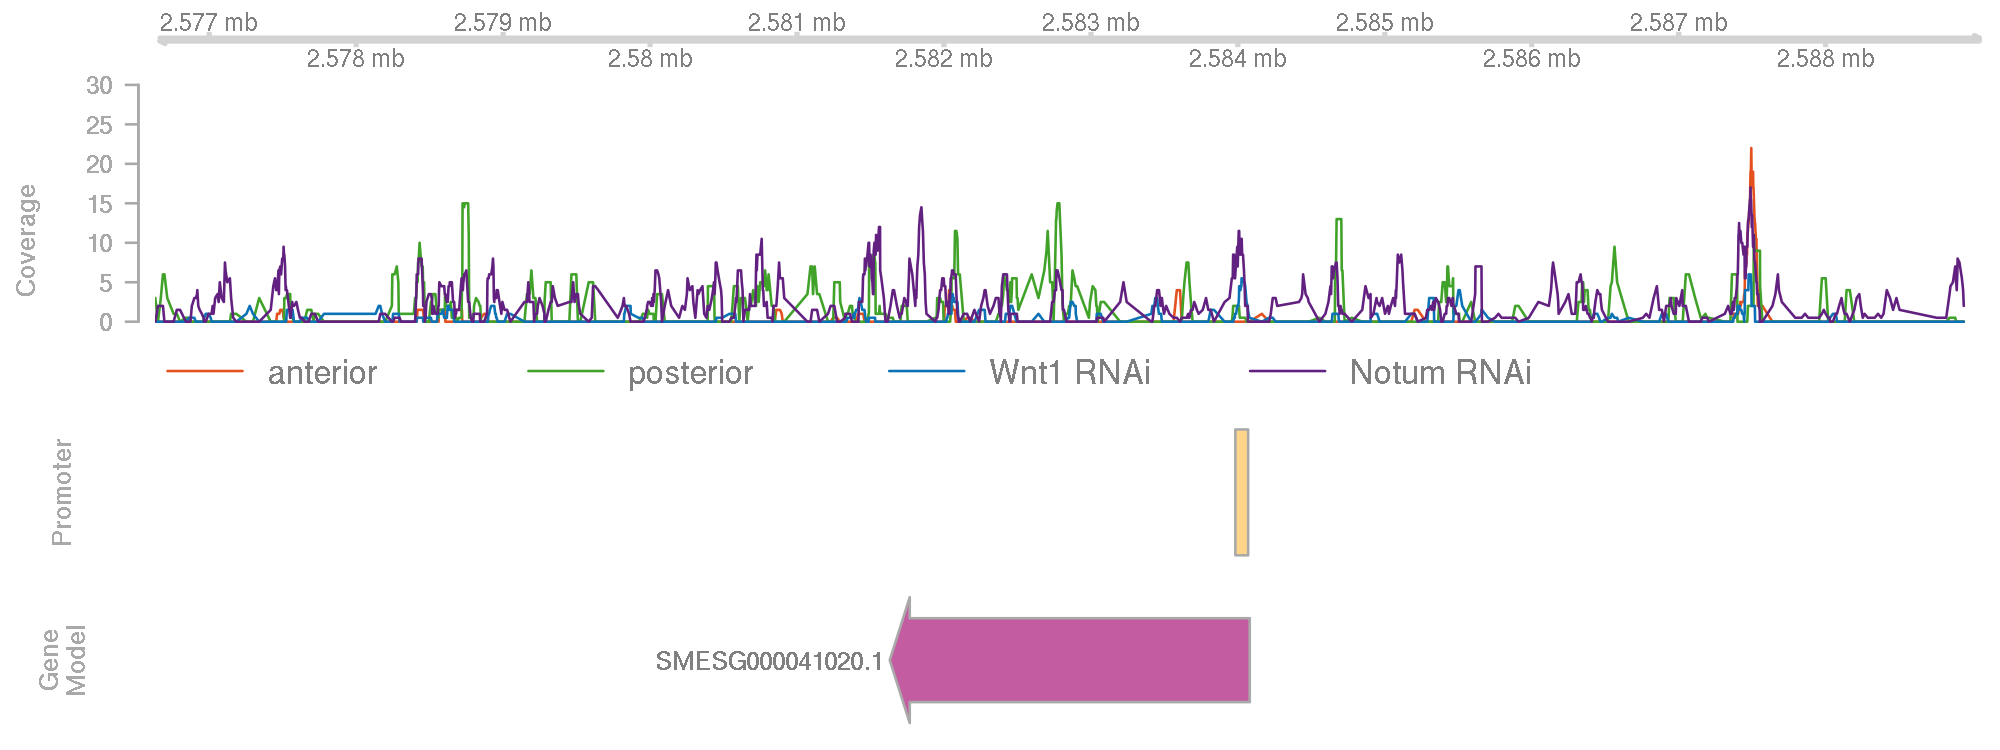 2.577 mb 2.579 mb 2.581 mb 2.583 mb 2.585 mb 2.587 mb
2.578 mb 2.58 mb 2.582 mb 2.584 mb 2.586 mb 2.588 mb
30
25
20
15
10
5
0
Coverage
anterior posterior Wnt1 RNAi Notum RNAi
Promoter
Gene
Model
SMESG000041020.1